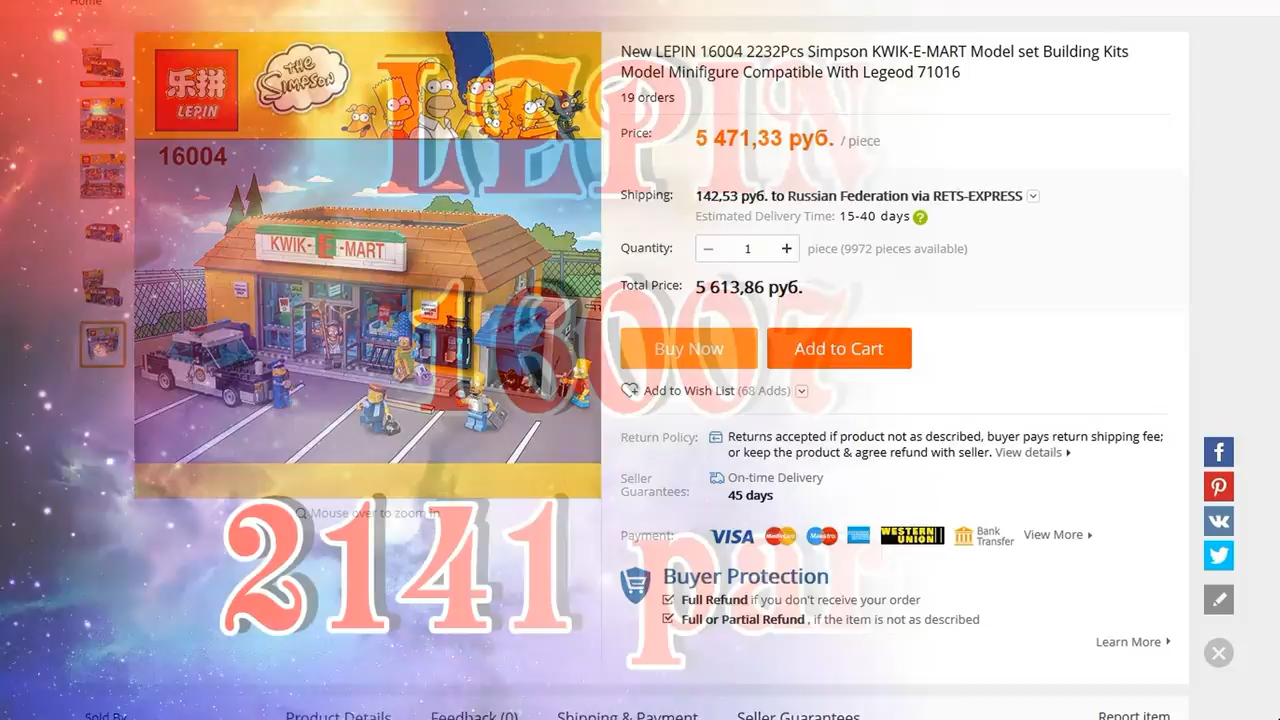 Home
New LEPIN 16004 2232Pcs Simpson KWIK-E-MART Model set Building Kits
Model Minifigure Compatible With Legeod 71016
19 orders
Price: 5 471,33 руб. / piece
Shipping: 142,53 руб. to Russian Federation via RETS-EXPRESS
Estimated Delivery Time: 15-40 days ?
Quantity: − 1 + piece (9972 pieces available)
Total Price: 5 613,86 руб.
Buy Now Add to Cart
Add to Wish List (68 Adds)
Return Policy: Returns accepted if product not as described, buyer pays return shipping fee;
or keep the product & agree refund with seller. View details
Seller
Guarantees:
On-time Delivery
45 days
Payment: VISA MasterCard Maestro WESTERN UNION Bank Transfer View More
Buyer Protection
Full Refund if you don't receive your order
Full or Partial Refund , if the item is not as described
Learn More
乐拼
LEPIN
THE
SIMPSON
16004
KWIK-E-MART
Mouse over to zoom in
LEPIN
16007
2141 pair
Sold By
Product Details Feedback (0) Shipping & Payment Seller Guarantees Report item